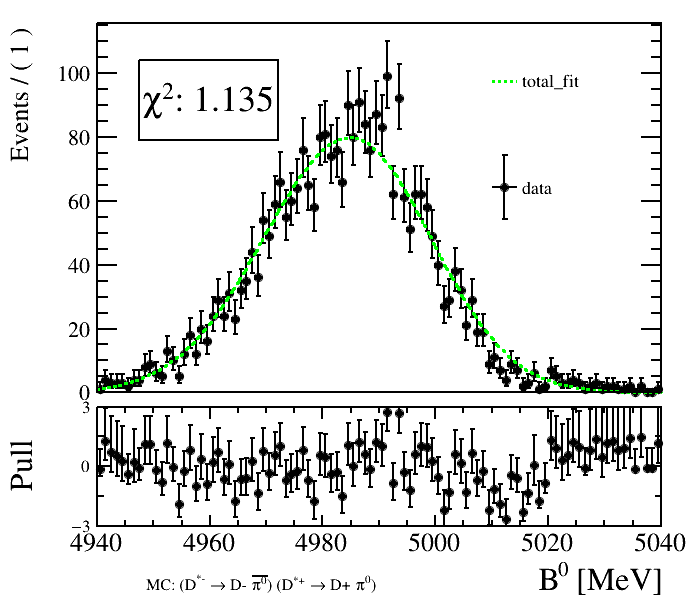 Events / ( 1 )
100
80
60
40
20
0
χ²: 1.135
total_fit
data
Pull
3
0
−3
4940 4960 4980 5000 5020 5040
B⁰ [MeV]
MC: (D*⁻ → D- π̅⁰) (D*⁺ → D+ π⁰)